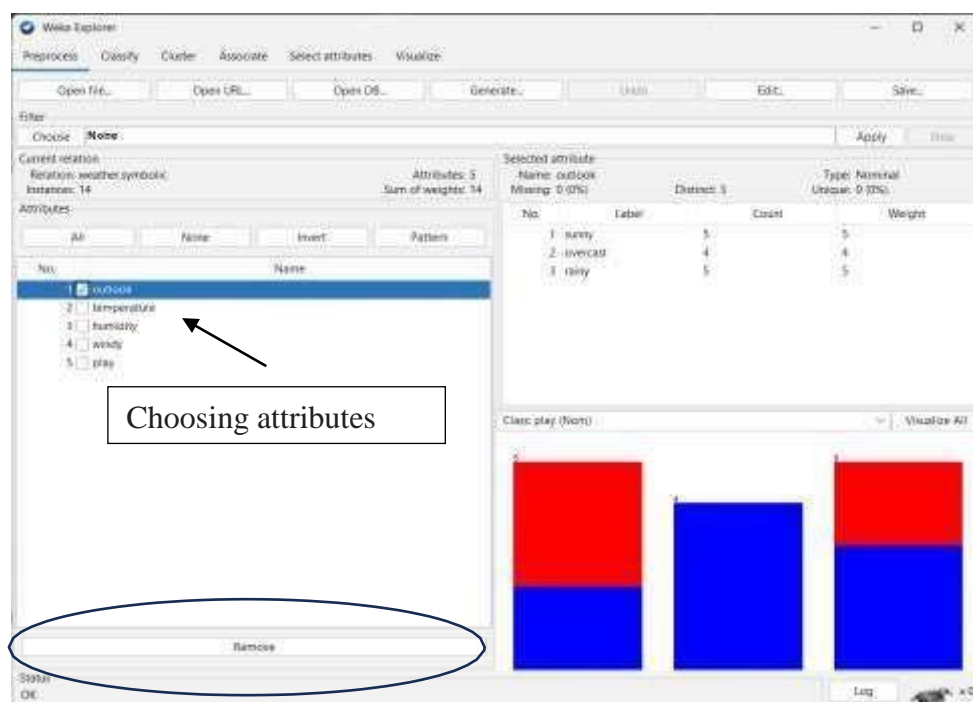 Weka Explorer
Preprocess Classify Cluster Associate Select attributes Visualize
Open file... Open URL... Open DB... Generate... Undo Edit... Save...
Filter
Choose None Apply Stop
Current relation
Relation: weather.symbolic Attributes: 5
Instances: 14 Sum of weights: 14
Selected attribute
Name: outlook Type: Nominal
Missing: 0 (0%) Distinct: 3 Unique: 0 (0%)
Attributes
All None Invert Pattern
No. Name
1 outlook
2 temperature
3 humidity
4 windy
5 play
No. Label Count Weight
1 sunny 5 5
2 overcast 4 4
3 rainy 5 5
Choosing attributes
Class: play (Nom) Visualize All
5 4 5
Remove
Status
OK Log x 0